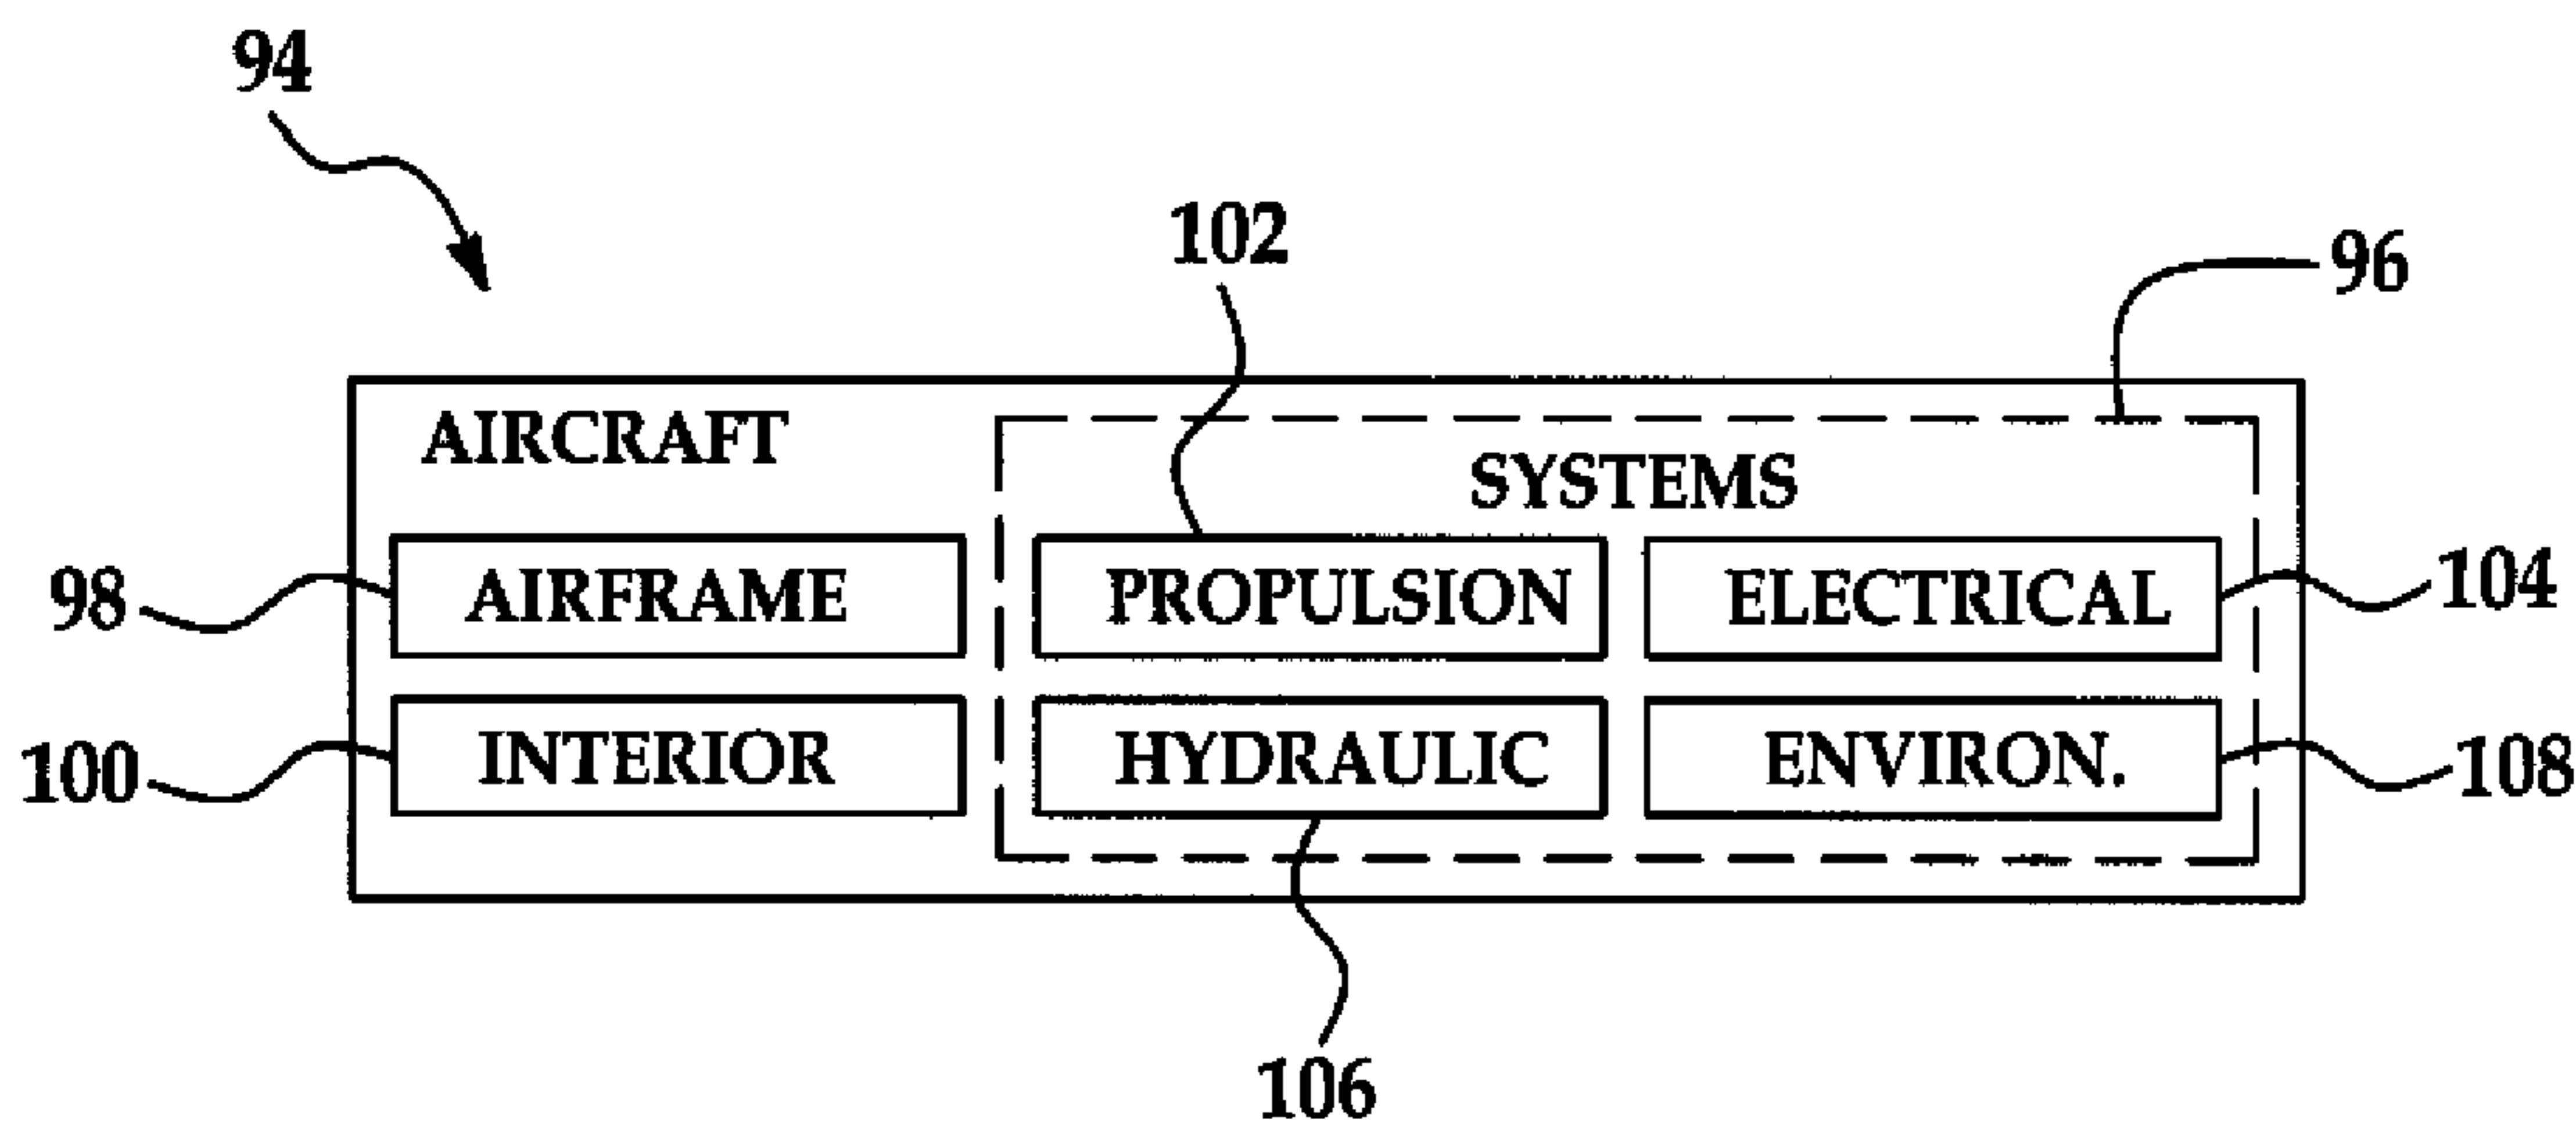 94
102
96
AIRCRAFT
SYSTEMS
98
AIRFRAME
PROPULSION
ELECTRICAL
104
100
INTERIOR
HYDRAULIC
ENVIRON.
108
106